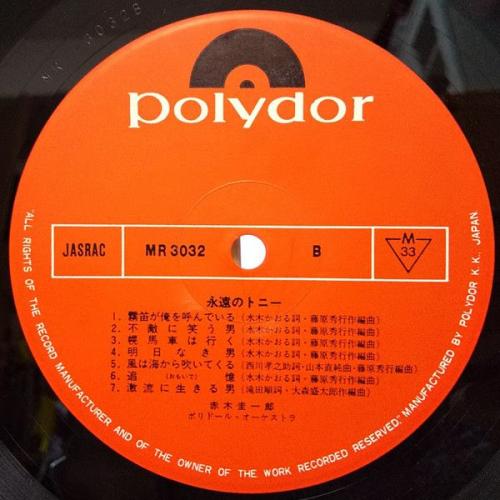 MR 3032
polydor
JASRAC MR 3032 B M 33
永遠のトニー
1. 霧笛が俺を呼んでいる(水木かおる詞・藤原秀行作編曲)
2. 不敵に笑う男(水木かおる詞・藤原秀行作編曲)
3. 幌馬車は行く(水木かおる詞・藤原秀行作編曲)
4. 明日なき男(水木かおる詞・藤原秀行作編曲)
5. 風は海から吹いてくる(西川孝之助詞・山本直純曲・藤原秀行編曲)
6. 追憶(おもいで)(水木かおる詞・藤原秀行作編曲)
7. 激流に生きる男(滝田順詞・大森盛太郎作編曲)
赤木圭一郎
ポリドール・オーケストラ
ALL RIGHTS OF THE RECORD MANUFACTURER AND OF THE OWNER OF THE WORK RECORDED RESERVED. MANUFACTURED BY POLYDOR K.K., JAPAN.